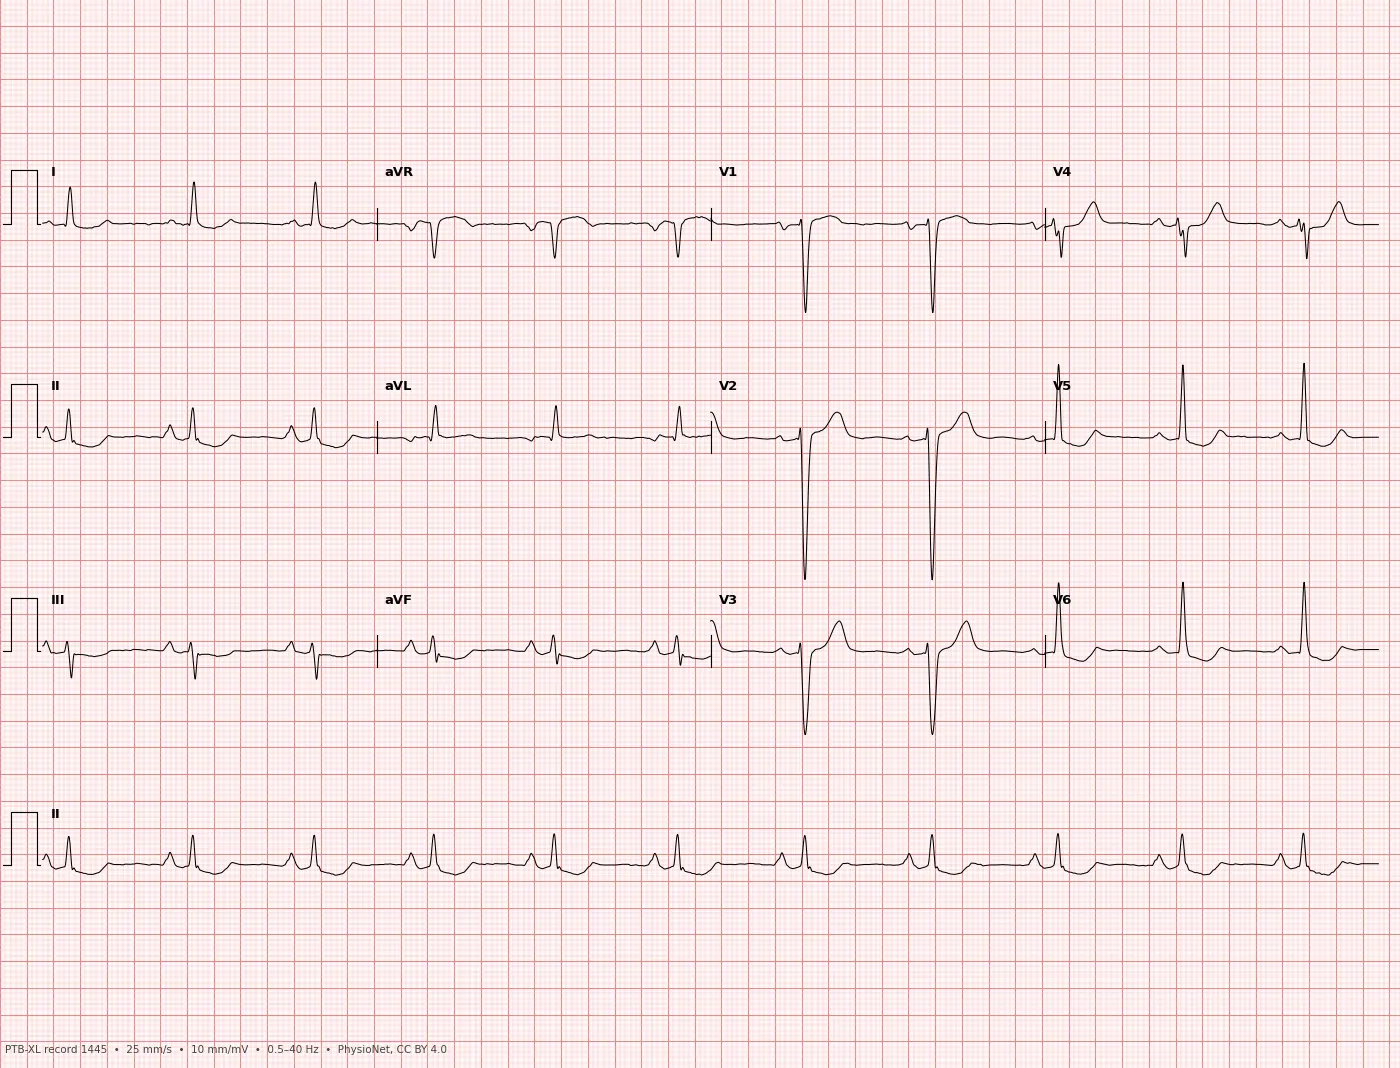 I aVR V1 V4
II aVL V2 V5
III aVF V3 V6
II
PTB-XL record 1445 • 25 mm/s • 10 mm/mV • 0.5–40 Hz • PhysioNet, CC BY 4.0